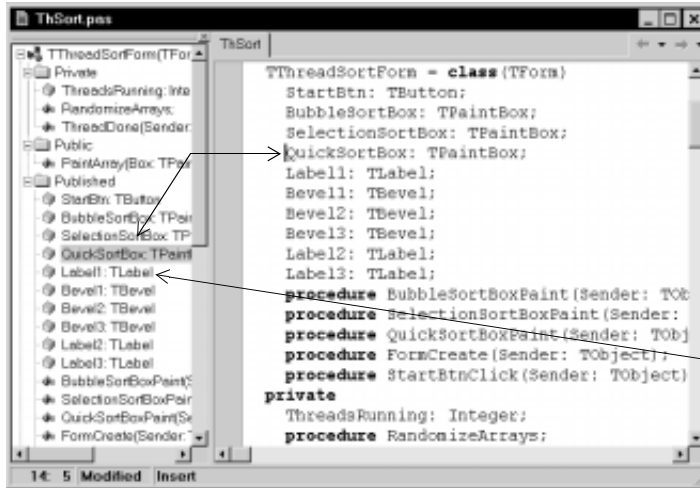 ThSort.pas
TThreadSortForm(TFor
Private
ThreadsRunning: Inte
RandomizeArrays;
ThreadDone(Sender:
Public
PaintArray(Box: TPain
Published
StartBtn: TButton
BubbleSortBox: TPain
SelectionSortBox: TP
QuickSortBox: TPaint
Label1: TLabel
Bevel1: TBevel
Bevel2: TBevel
Bevel3: TBevel
Label2: TLabel
Label3: TLabel
BubbleSortBoxPaint(S
SelectionSortBoxPain
QuickSortBoxPaint(Se
FormCreate(Sender: T
ThSort
TThreadSortForm = class(TForm)
StartBtn: TButton;
BubbleSortBox: TPaintBox;
SelectionSortBox: TPaintBox;
QuickSortBox: TPaintBox;
Label1: TLabel;
Bevel1: TBevel;
Bevel2: TBevel;
Bevel3: TBevel;
Label2: TLabel;
Label3: TLabel;
procedure BubbleSortBoxPaint(Sender: TOb
procedure SelectionSortBoxPaint(Sender:
procedure QuickSortBoxPaint(Sender: TObj
procedure FormCreate(Sender: TObject);
procedure StartBtnClick(Sender: TObject)
private
ThreadsRunning: Integer;
procedure RandomizeArrays;
14: 5 Modified Insert